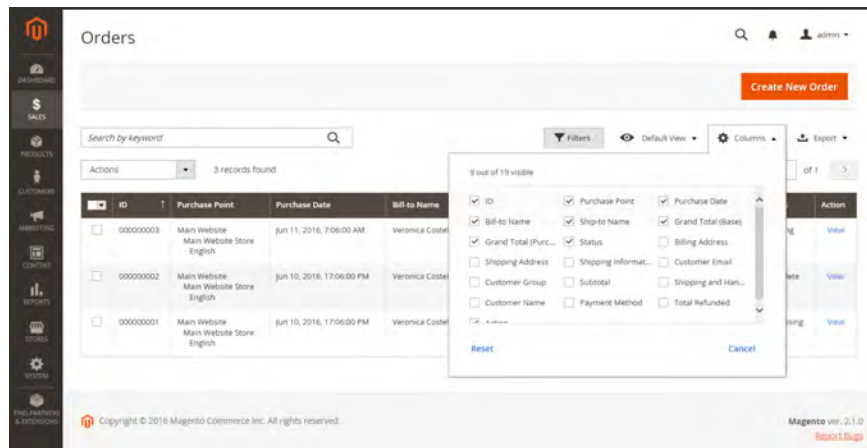 Orders
admin
DASHBOARD
Create New Order
SALES
Search by keyword
Filters
Default View
Columns
Export
PRODUCTS
Actions
3 records found
of 1
CUSTOMERS
9 out of 19 visible
ID
Purchase Point
Purchase Date
Bill-to Name
Action
ID
Purchase Point
Purchase Date
Bill-to Name
Ship-to Name
Grand Total (Base)
Grand Total (Purc...
Status
Billing Address
Shipping Address
Shipping Informat...
Customer Email
Customer Group
Subtotal
Shipping and Han...
Customer Name
Payment Method
Total Refunded
Action
Reset
Cancel
MARKETING
000000003
Main Website
Main Website Store
English
Jun 11, 2016, 7:06:00 AM
Veronica Costel
View
CONTENT
000000002
Main Website
Main Website Store
English
Jun 10, 2016, 17:06:00 PM
Veronica Costel
View
REPORTS
000000001
Main Website
Main Website Store
English
Jun 10, 2016, 17:06:00 PM
Veronica Costel
View
STORES
SYSTEM
FIND PARTNERS
& EXTENSIONS
Copyright © 2016 Magento Commerce Inc. All rights reserved.
Magento ver. 2.1.0
Report Bugs